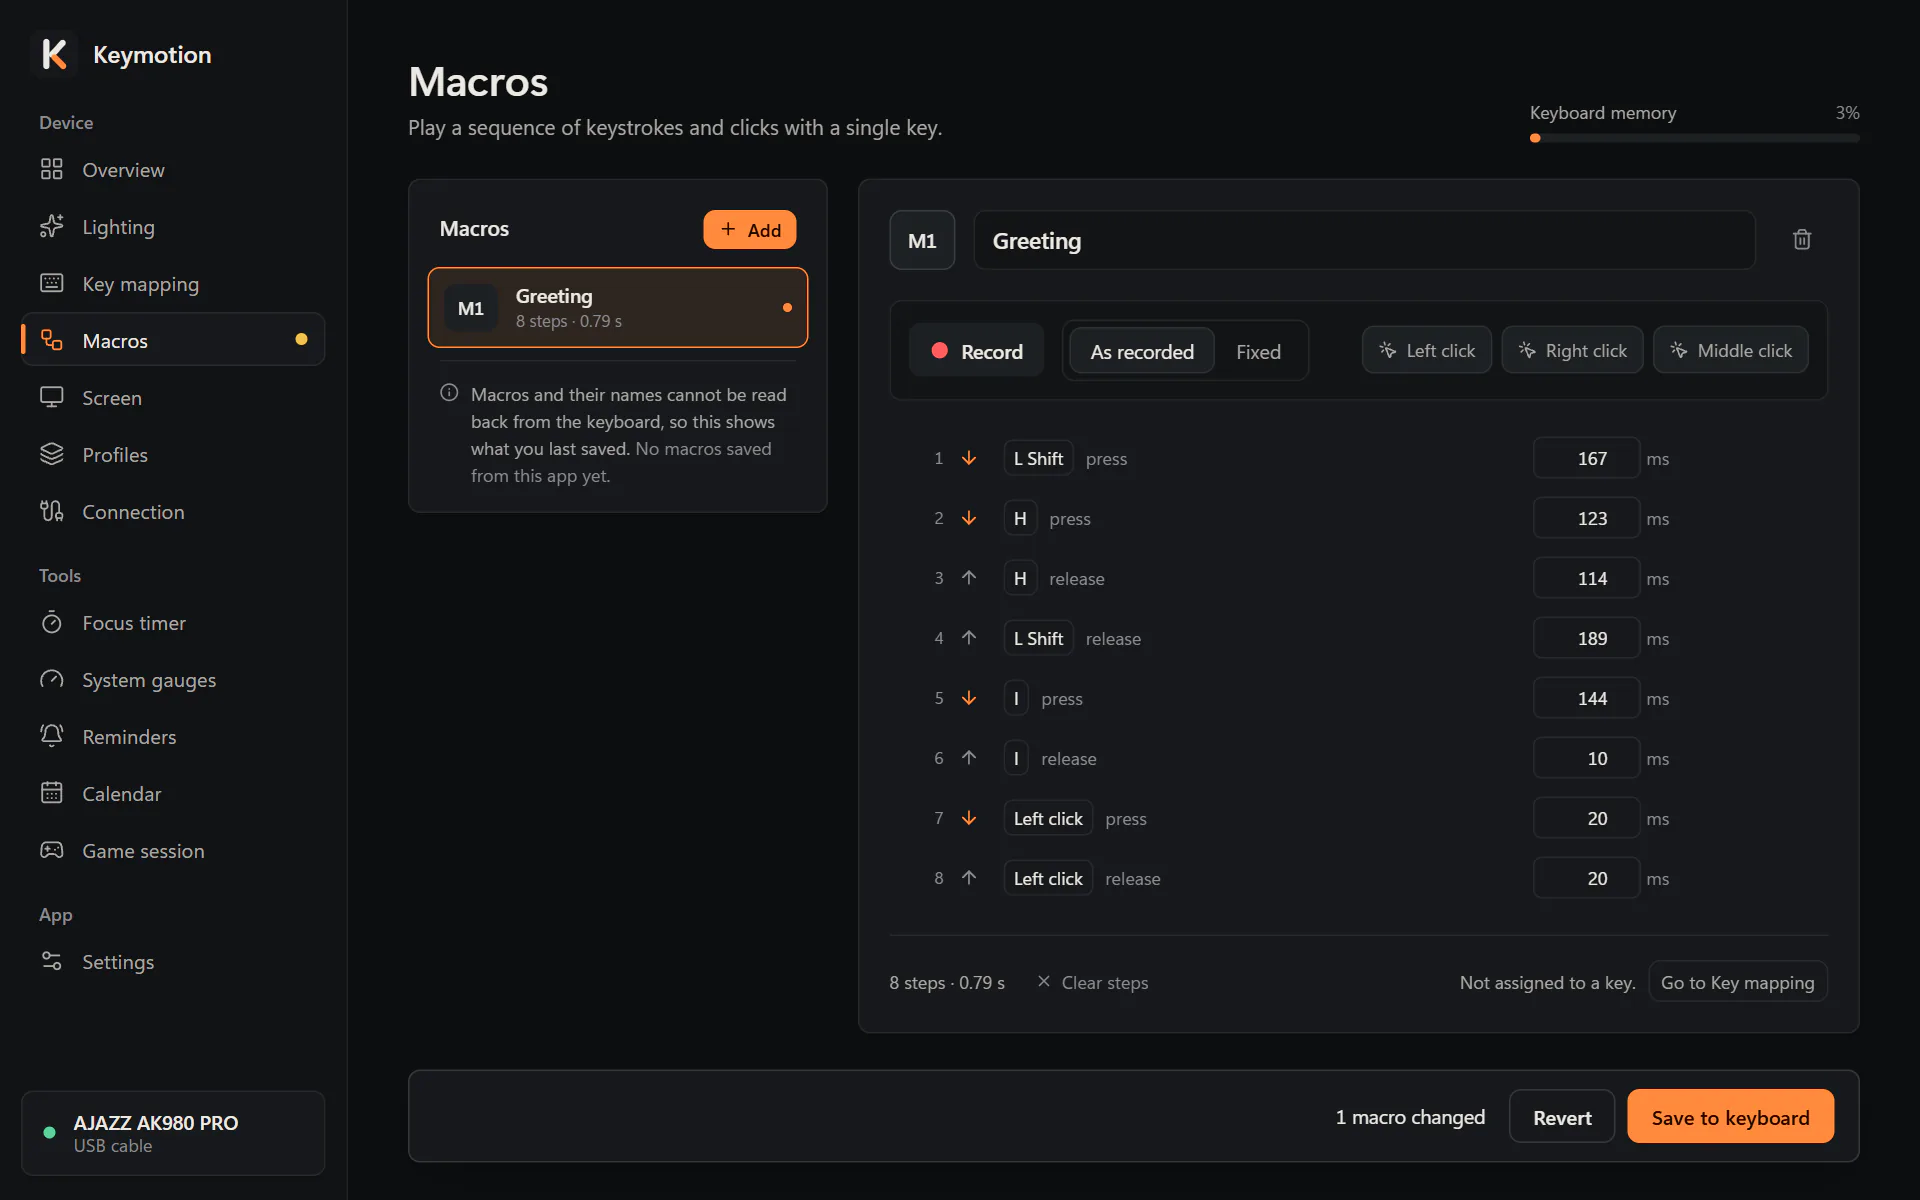 Keymotion
Device
Overview
Lighting
Key mapping
Macros
Screen
Profiles
Connection
Tools
Focus timer
System gauges
Reminders
Calendar
Game session
App
Settings
AJAZZ AK980 PRO
USB cable
Macros
Play a sequence of keystrokes and clicks with a single key.
Keyboard memory 3%
Macros
+ Add
M1 Greeting
8 steps · 0.79 s
Macros and their names cannot be read
back from the keyboard, so this shows
what you last saved. No macros saved
from this app yet.
M1 Greeting
Record As recorded Fixed Left click Right click Middle click
1 L Shift press 167 ms
2 H press 123 ms
3 H release 114 ms
4 L Shift release 189 ms
5 I press 144 ms
6 I release 10 ms
7 Left click press 20 ms
8 Left click release 20 ms
8 steps · 0.79 s Clear steps Not assigned to a key. Go to Key mapping
1 macro changed Revert Save to keyboard